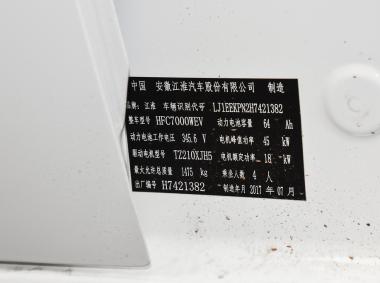 中国 安徽江淮汽车股份有限公司 制造
品牌 江淮 车辆识别代号 LJ1EEKPN2H7421382
整车型号 HFC7000WEV 动力电池容量 64 Ah
动力电池工作电压 345.6 V 电机峰值功率 45 kW
驱动电机型号 TZ210XJH5 电机额定功率 18 kW
最大允许总质量 1475 kg 乘坐人数 4 人
出厂编号 H7421382 制造年月 2017 年 07 月